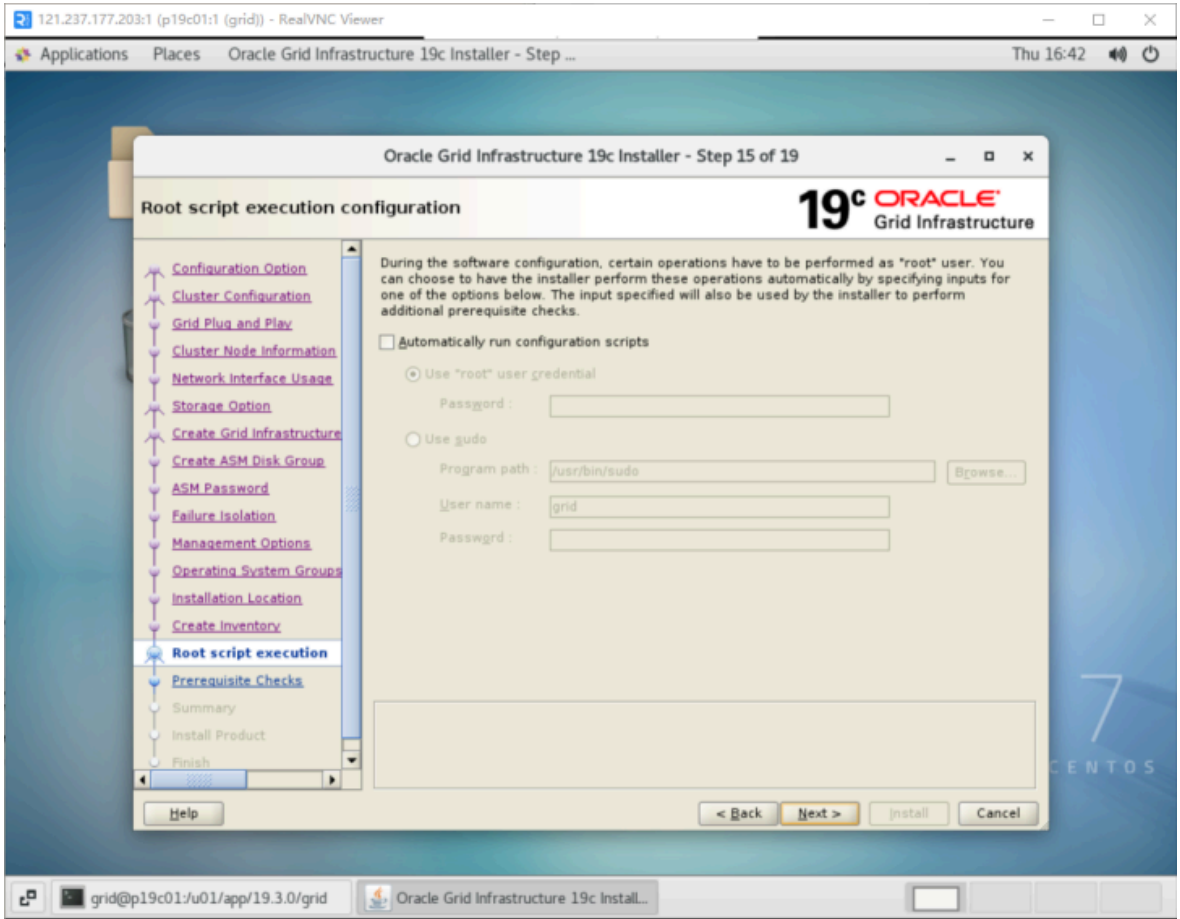 121.237.177.203:1 (p19c01:1 (grid)) - RealVNC Viewer
Applications Places Oracle Grid Infrastructure 19c Installer - Step ... Thu 16:42
Oracle Grid Infrastructure 19c Installer - Step 15 of 19
Root script execution configuration
19c ORACLE
Grid Infrastructure
Configuration Option
Cluster Configuration
Grid Plug and Play
Cluster Node Information
Network Interface Usage
Storage Option
Create Grid Infrastructure
Create ASM Disk Group
ASM Password
Failure Isolation
Management Options
Operating System Groups
Installation Location
Create Inventory
Root script execution
Prerequisite Checks
Summary
Install Product
Finish
During the software configuration, certain operations have to be performed as "root" user. You
can choose to have the installer perform these operations automatically by specifying inputs for
one of the options below. The input specified will also be used by the installer to perform
additional prerequisite checks.
Automatically run configuration scripts
Use "root" user credential
Password :
Use sudo
Program path : /usr/bin/sudo Browse...
User name : grid
Password :
Help < Back Next > Install Cancel
7
CENTOS
grid@p19c01:/u01/app/19.3.0/grid Oracle Grid Infrastructure 19c Install...